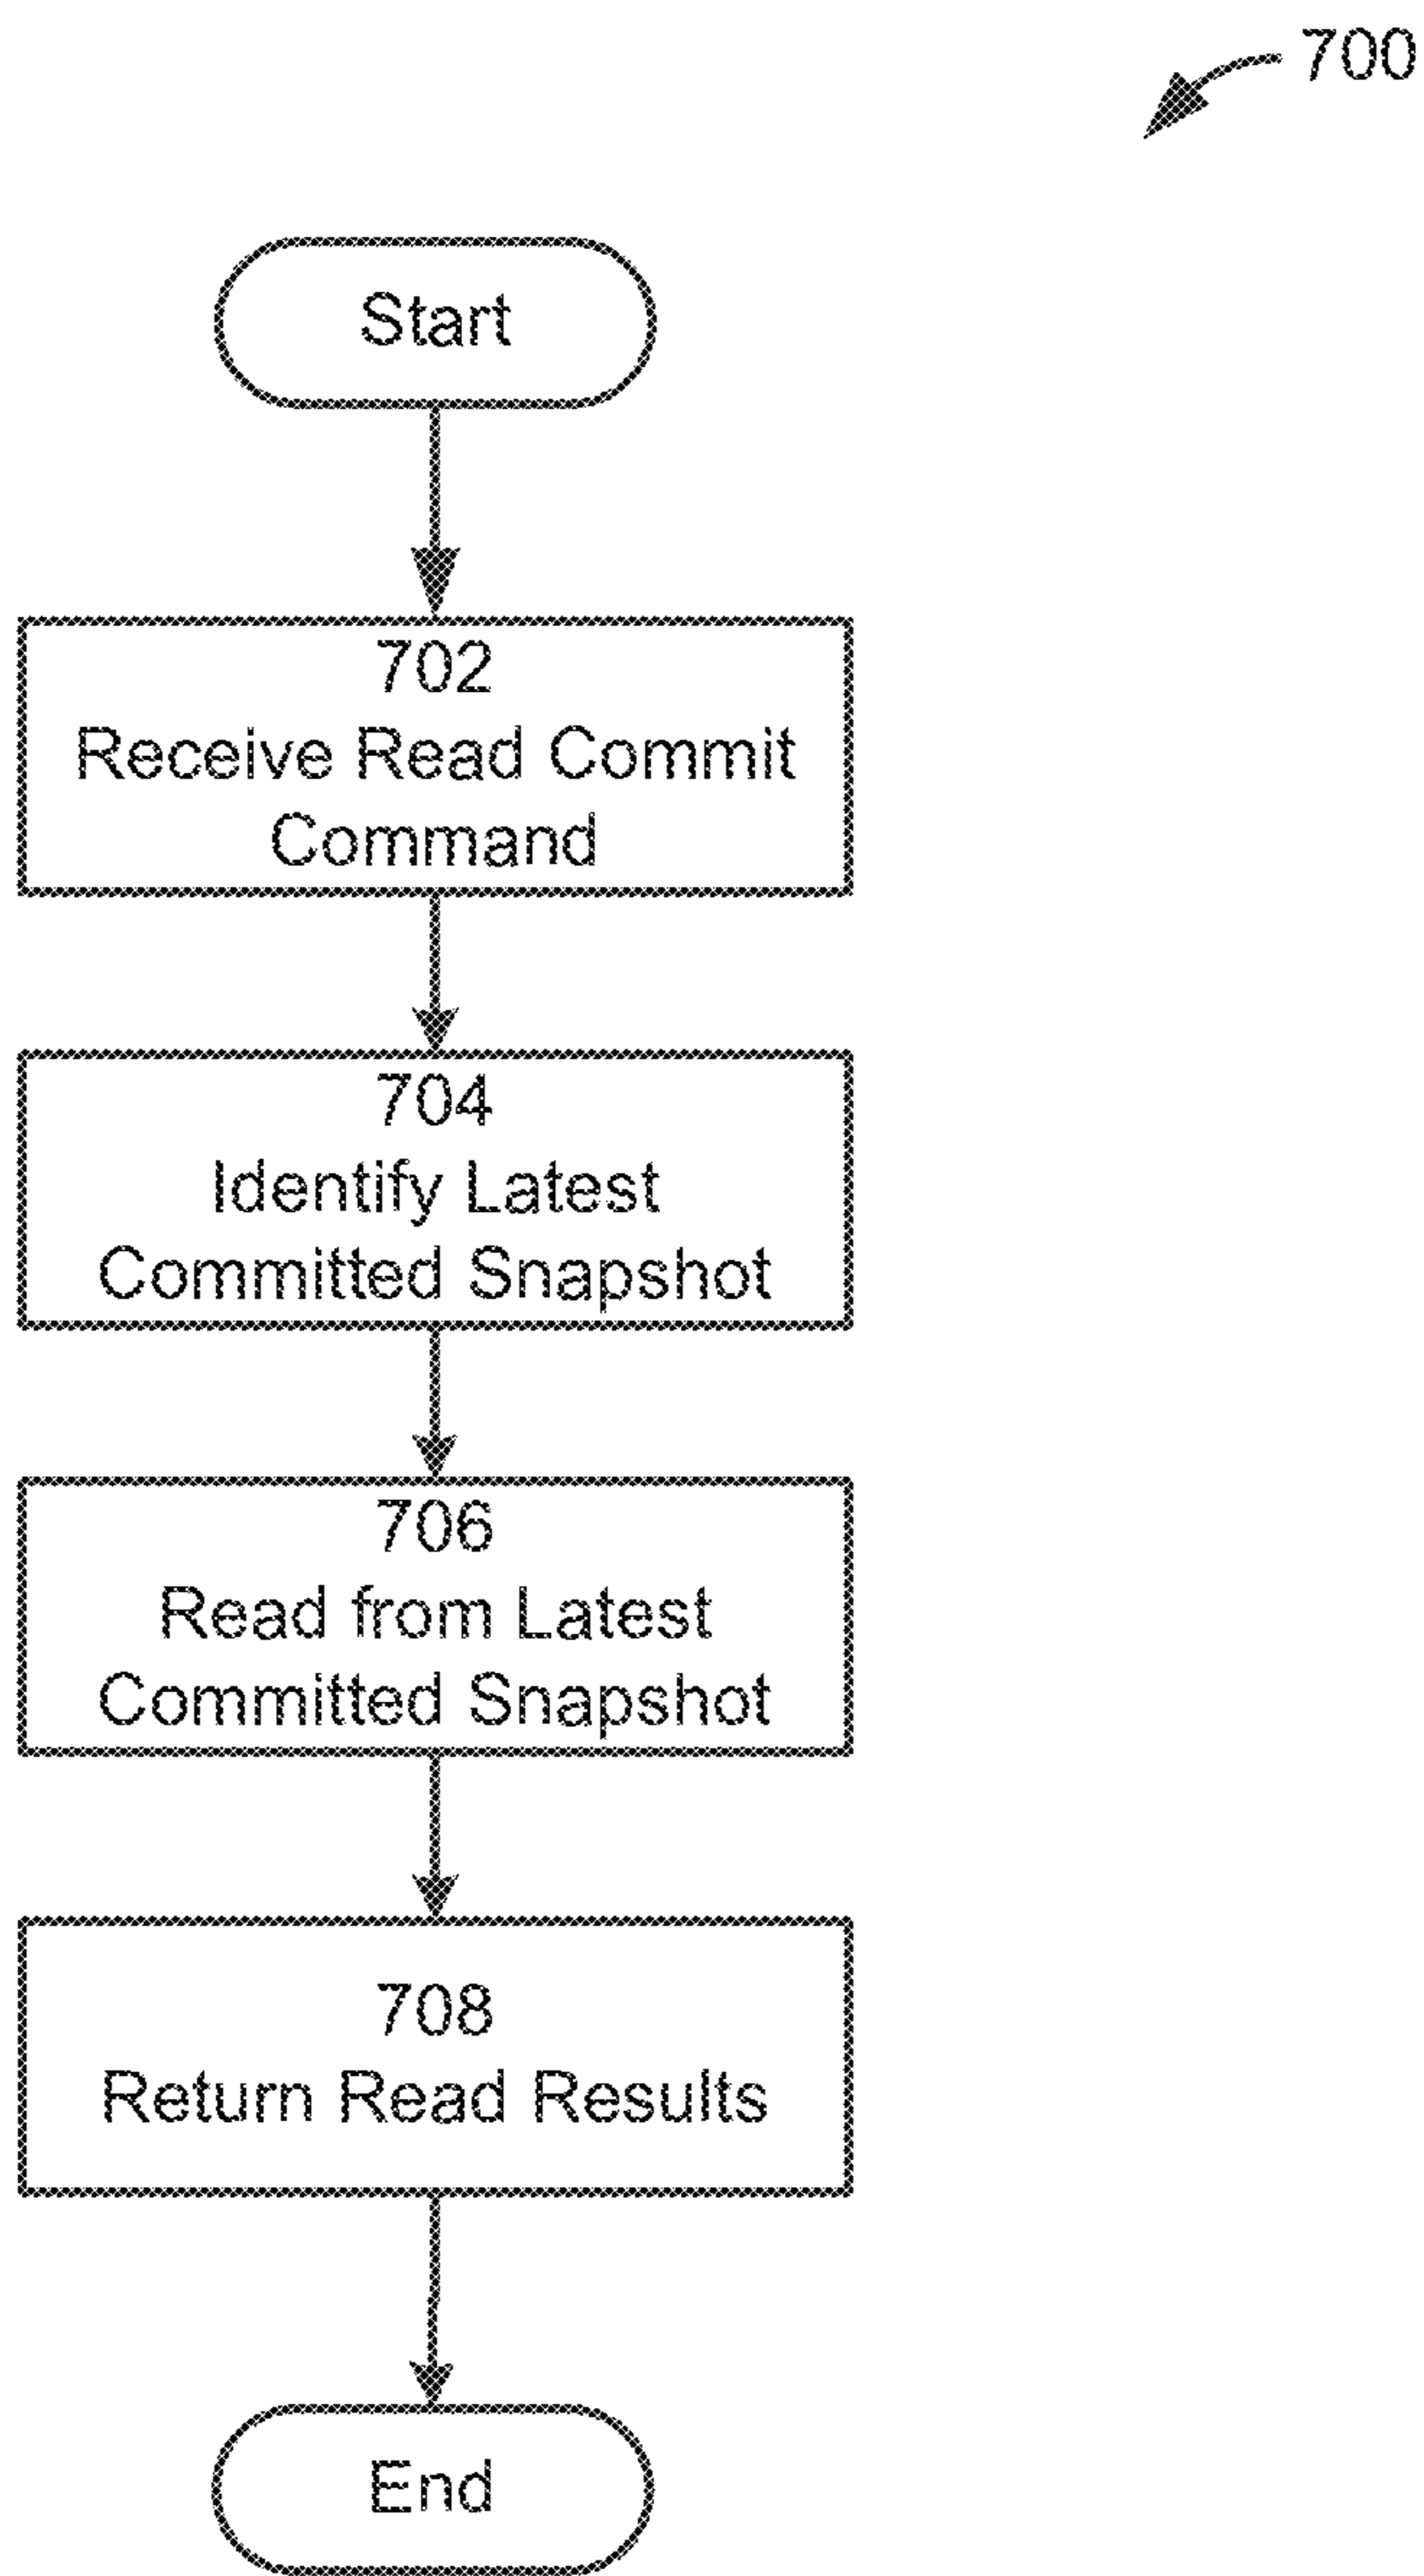 700
Start
702
Receive Read Commit
Command
704
Identify Latest
Committed Snapshot
706
Read from Latest
Committed Snapshot
708
Return Read Results
End